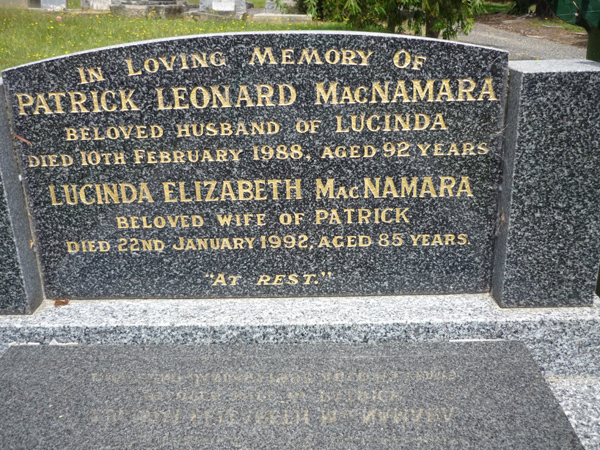 IN LOVING MEMORY OF
PATRICK LEONARD MACNAMARA
BELOVED HUSBAND OF LUCINDA
DIED 10TH FEBRUARY 1988, AGED 92 YEARS
LUCINDA ELIZABETH MACNAMARA
BELOVED WIFE OF PATRICK
DIED 22ND JANUARY 1992, AGED 85 YEARS.
"AT REST."